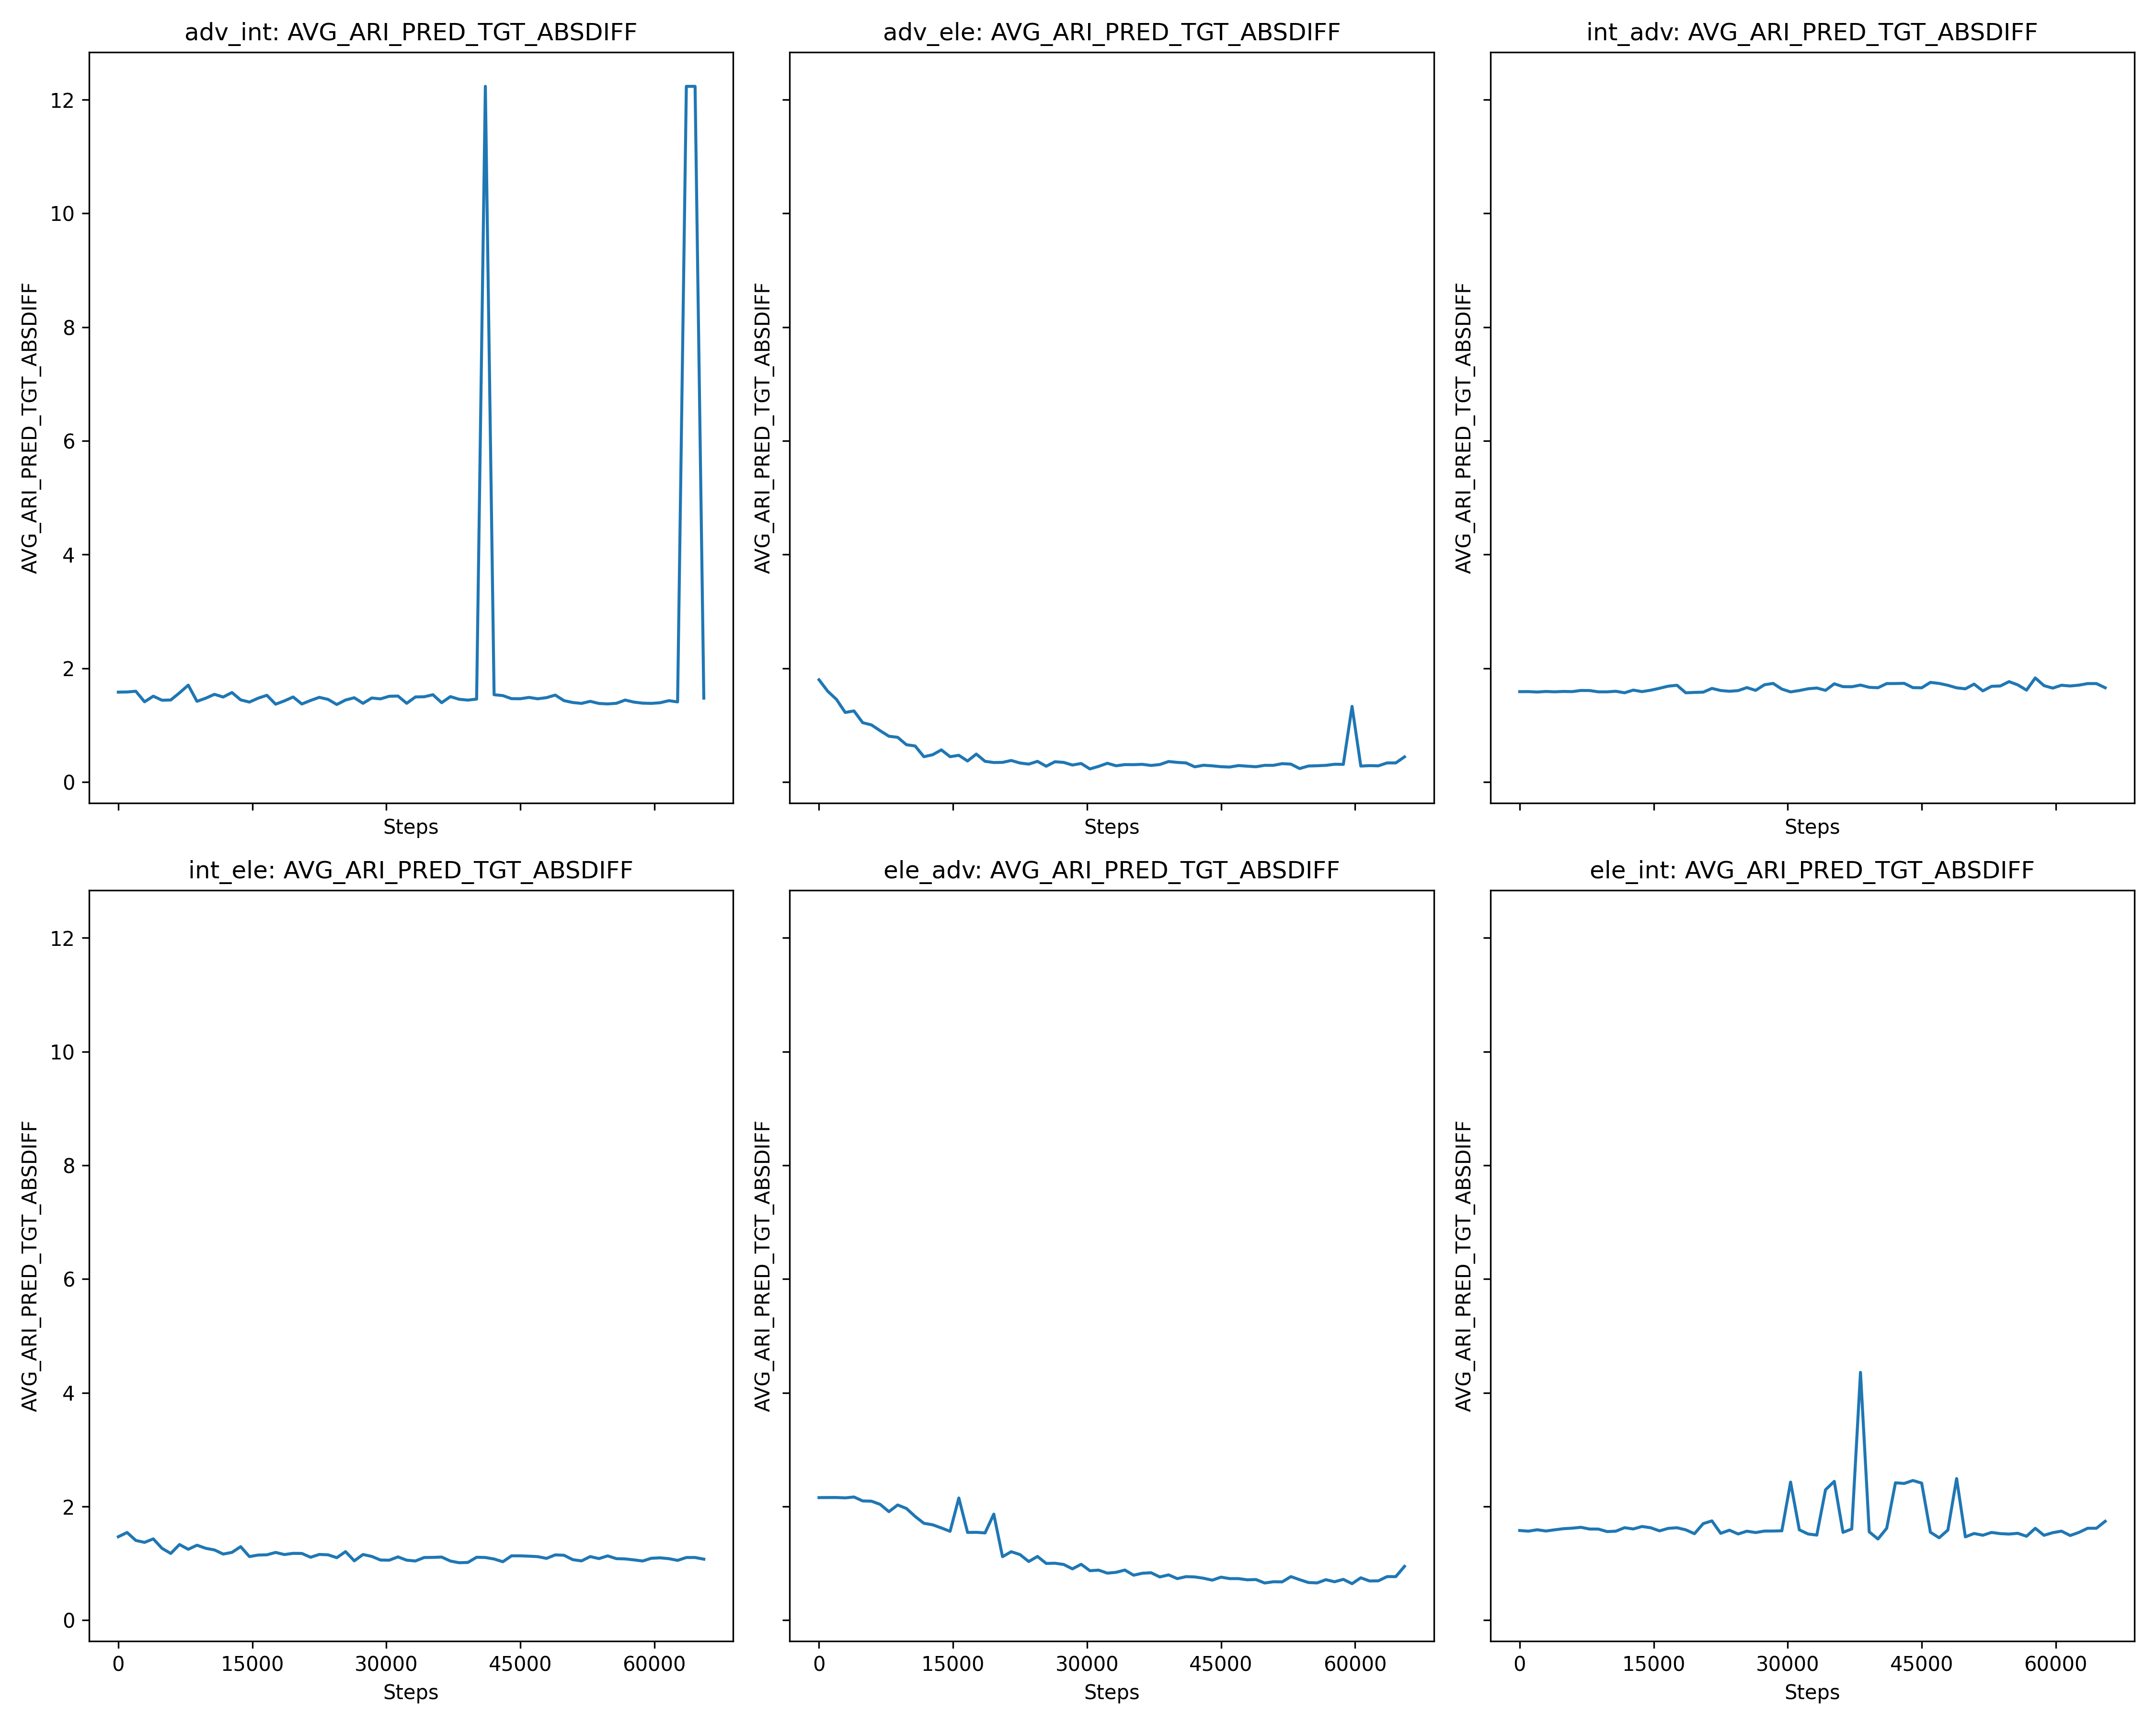 adv_int: AVG_ARI_PRED_TGT_ABSDIFF
adv_ele: AVG_ARI_PRED_TGT_ABSDIFF
int_adv: AVG_ARI_PRED_TGT_ABSDIFF
AVG_ARI_PRED_TGT_ABSDIFF
12
10
8
6
4
2
0
Steps
AVG_ARI_PRED_TGT_ABSDIFF
Steps
AVG_ARI_PRED_TGT_ABSDIFF
Steps
int_ele: AVG_ARI_PRED_TGT_ABSDIFF
ele_adv: AVG_ARI_PRED_TGT_ABSDIFF
ele_int: AVG_ARI_PRED_TGT_ABSDIFF
AVG_ARI_PRED_TGT_ABSDIFF
12
10
8
6
4
2
0
0 15000 30000 45000 60000
Steps
AVG_ARI_PRED_TGT_ABSDIFF
0 15000 30000 45000 60000
Steps
AVG_ARI_PRED_TGT_ABSDIFF
0 15000 30000 45000 60000
Steps